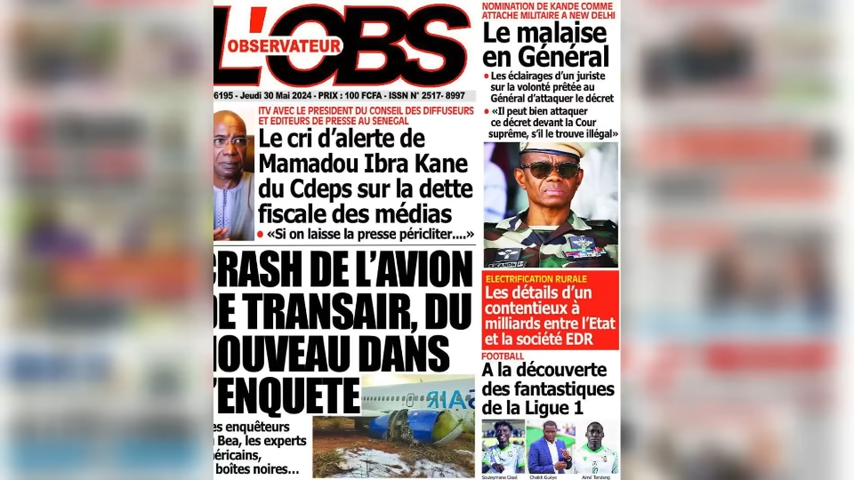 L'OBS
OBSERVATEUR
6195 - Jeudi 30 Mai 2024 - PRIX : 100 FCFA - ISSN N° 2517- 8997
ITV AVEC LE PRESIDENT DU CONSEIL DES DIFFUSEURS
ET EDITEURS DE PRESSE AU SENEGAL
Le cri d'alerte de
Mamadou Ibra Kane
du Cdeps sur la dette
fiscale des médias
• «Si on laisse la presse péricliter....»
CRASH DE L'AVION
DE TRANSAIR, DU
NOUVEAU DANS
L'ENQUETE
es enquêteurs
Bea, les experts
éricains,
boîtes noires...
NOMINATION DE KANDE COMME
ATTACHE MILITAIRE A NEW DELHI
Le malaise
en Général
• Les éclairages d'un juriste
sur la volonté prêtée au
Général d'attaquer le décret
• «Il peut bien attaquer
ce décret devant la Cour
suprême, s'il le trouve illégal»
ELECTRIFICATION RURALE
Les détails d'un
contentieux à
milliards entre l'Etat
et la société EDR
FOOTBALL
A la découverte
des fantastiques
de la Ligue 1